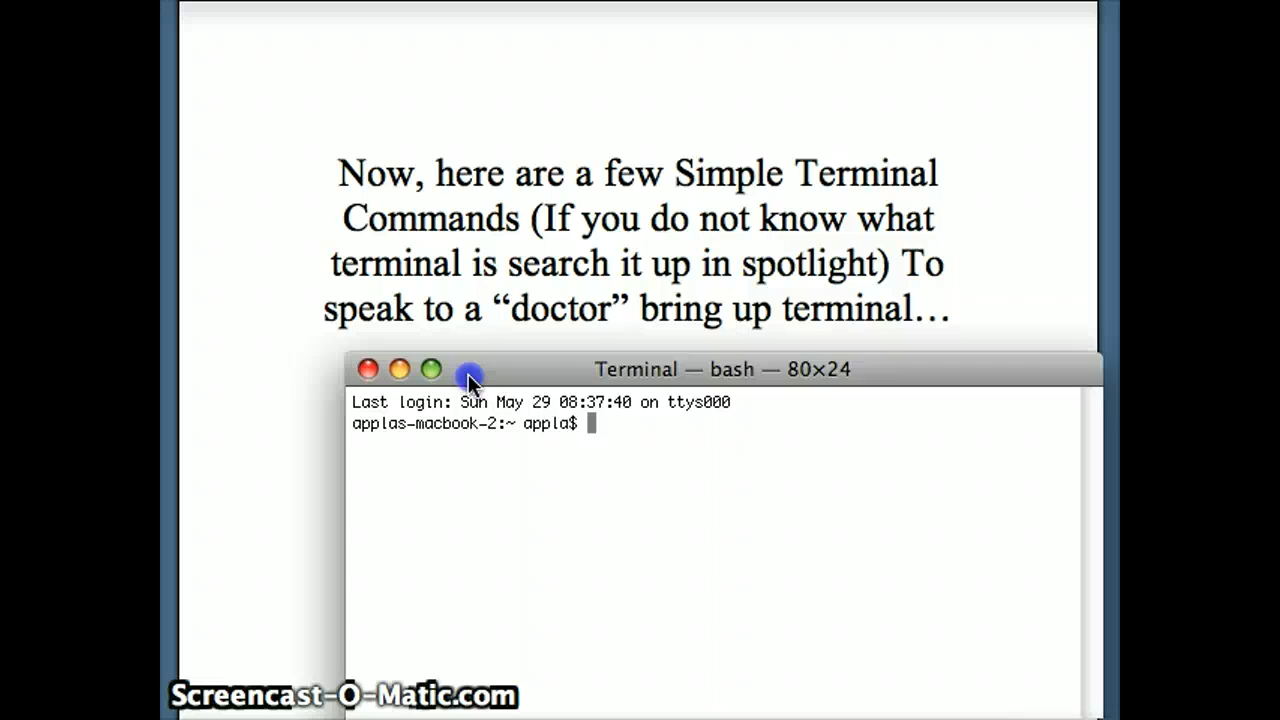 Now, here are a few Simple Terminal
Commands (If you do not know what
terminal is search it up in spotlight) To
speak to a “doctor” bring up terminal…
Terminal — bash — 80×24
Last login: Sun May 29 08:37:40 on ttys000
applas-macbook-2:~ appla$
Screencast-O-Matic.com